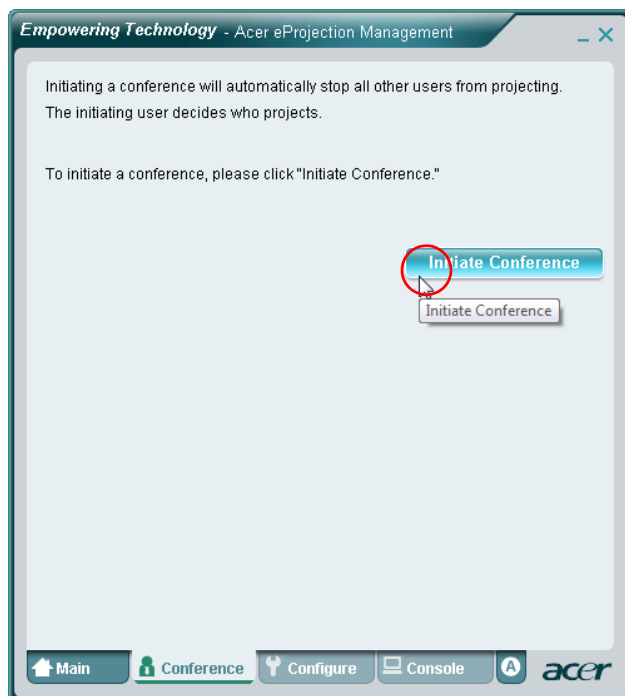 Empowering Technology - Acer eProjection Management
Initiating a conference will automatically stop all other users from projecting.
The initiating user decides who projects.
To initiate a conference, please click "Initiate Conference."
Initiate Conference
Initiate Conference
Main Conference Configure Console A acer